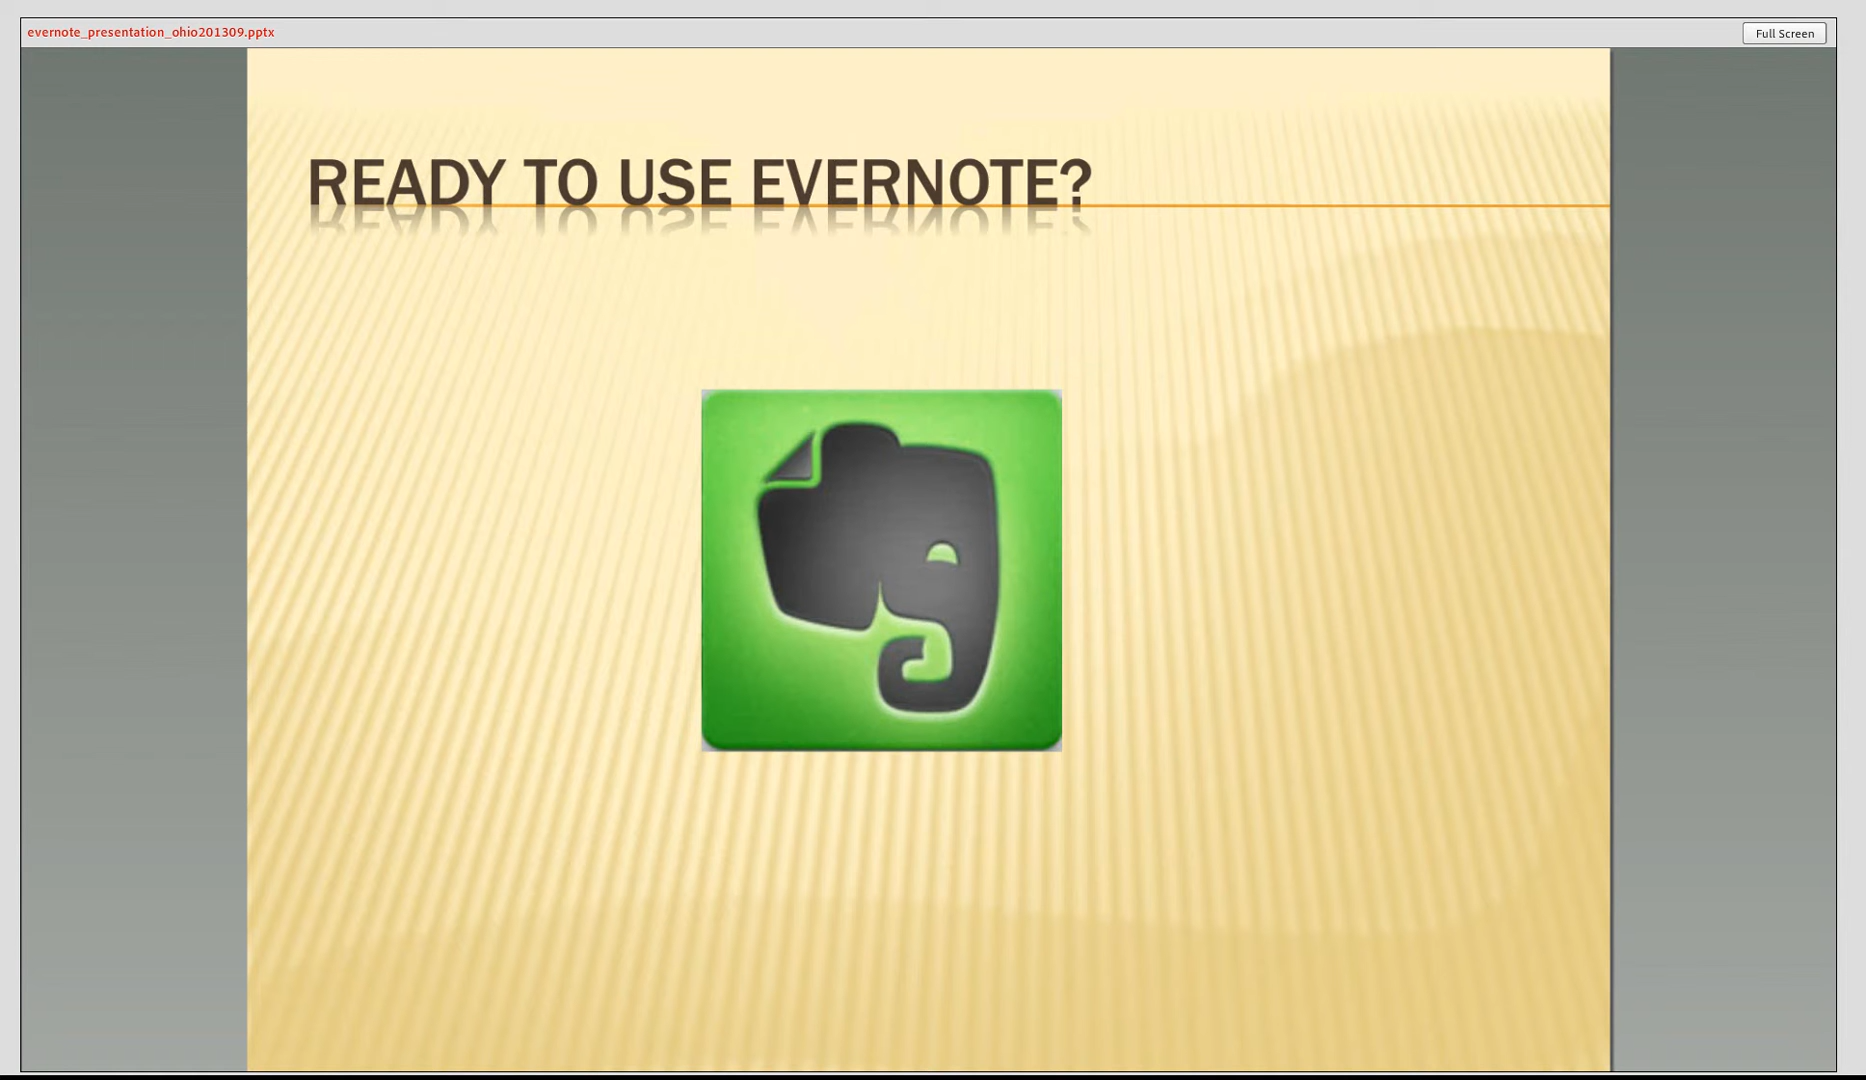 evernote_presentation_ohio201309.pptx
Full Screen
READY TO USE EVERNOTE?